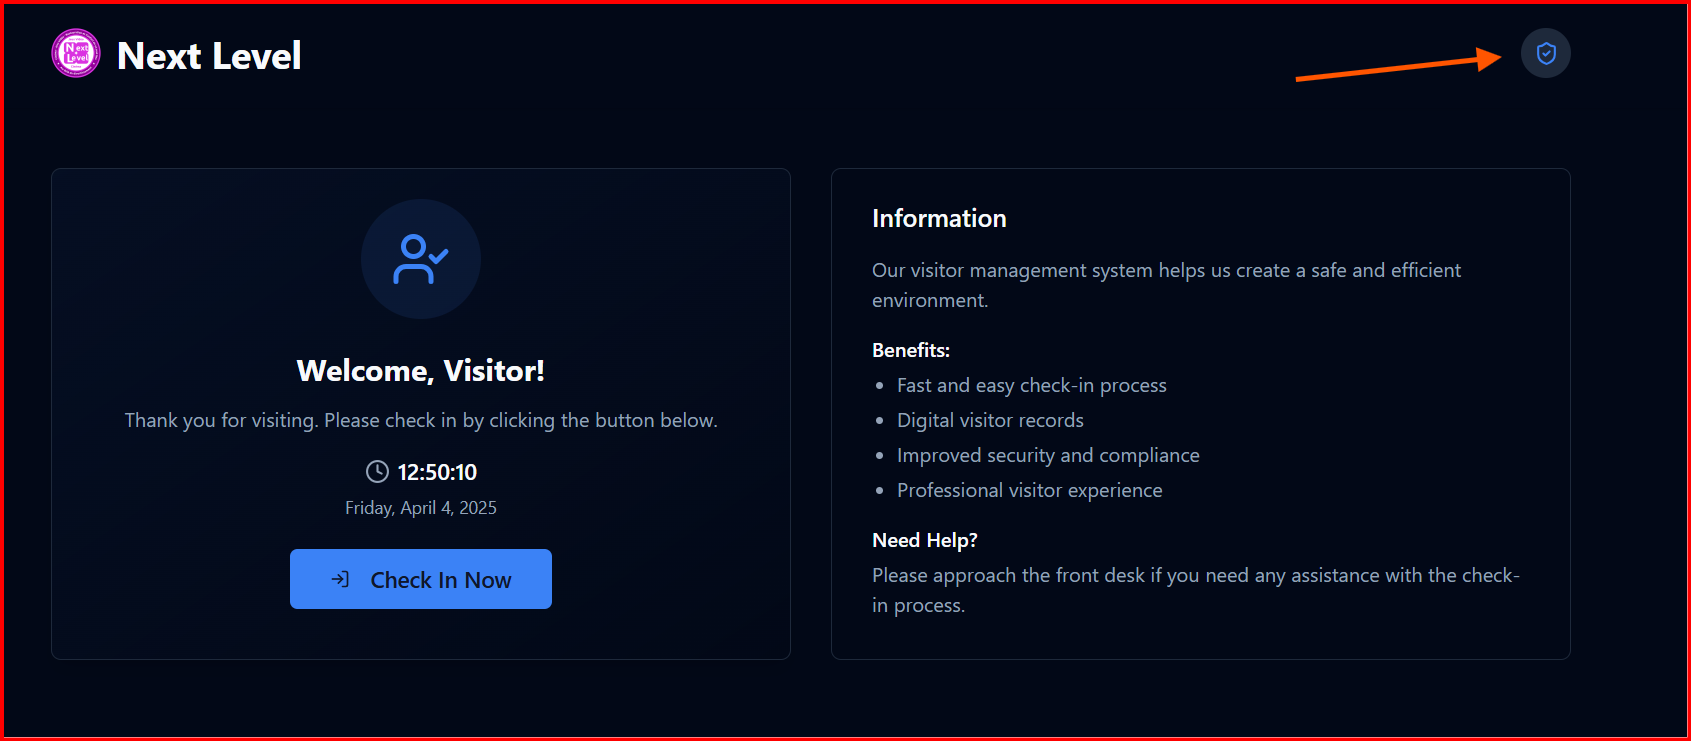 Next Level
Next Level
Welcome, Visitor!
Thank you for visiting. Please check in by clicking the button below.
12:50:10
Friday, April 4, 2025
Check In Now
Information
Our visitor management system helps us create a safe and efficient
environment.
Benefits:
Fast and easy check-in process
Digital visitor records
Improved security and compliance
Professional visitor experience
Need Help?
Please approach the front desk if you need any assistance with the check-
in process.